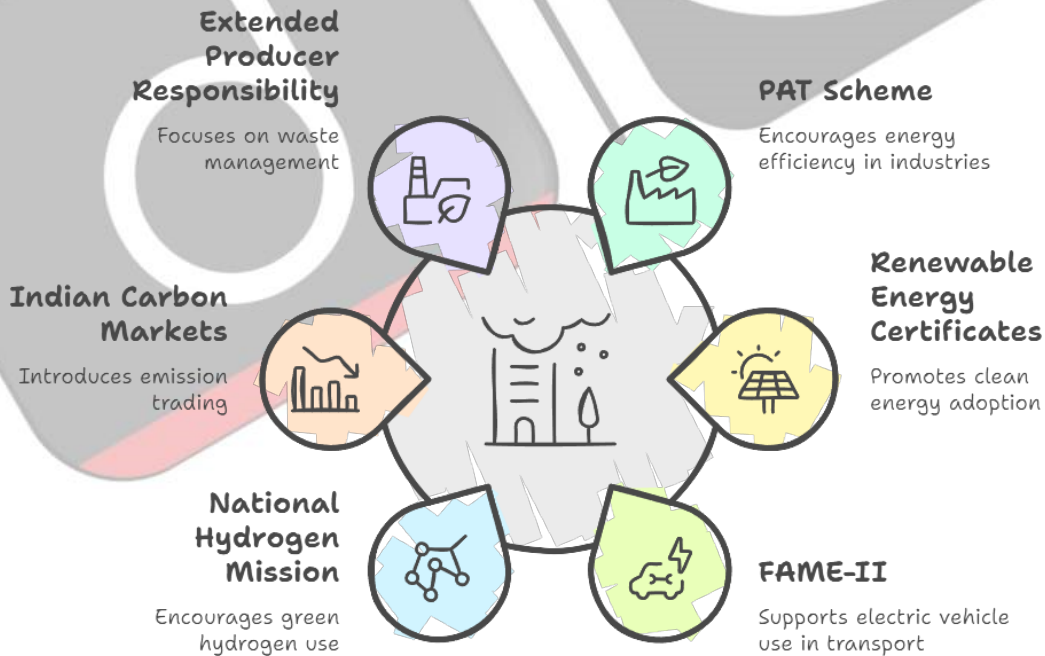 Extended
Producer
Responsibility
Focuses on waste
management
PAT Scheme
Encourages energy
efficiency in industries
Indian Carbon
Markets
Introduces emission
trading
Renewable
Energy
Certificates
Promotes clean
energy adoption
National
Hydrogen
Mission
Encourages green
hydrogen use
FAME-II
Supports electric vehicle
use in transport